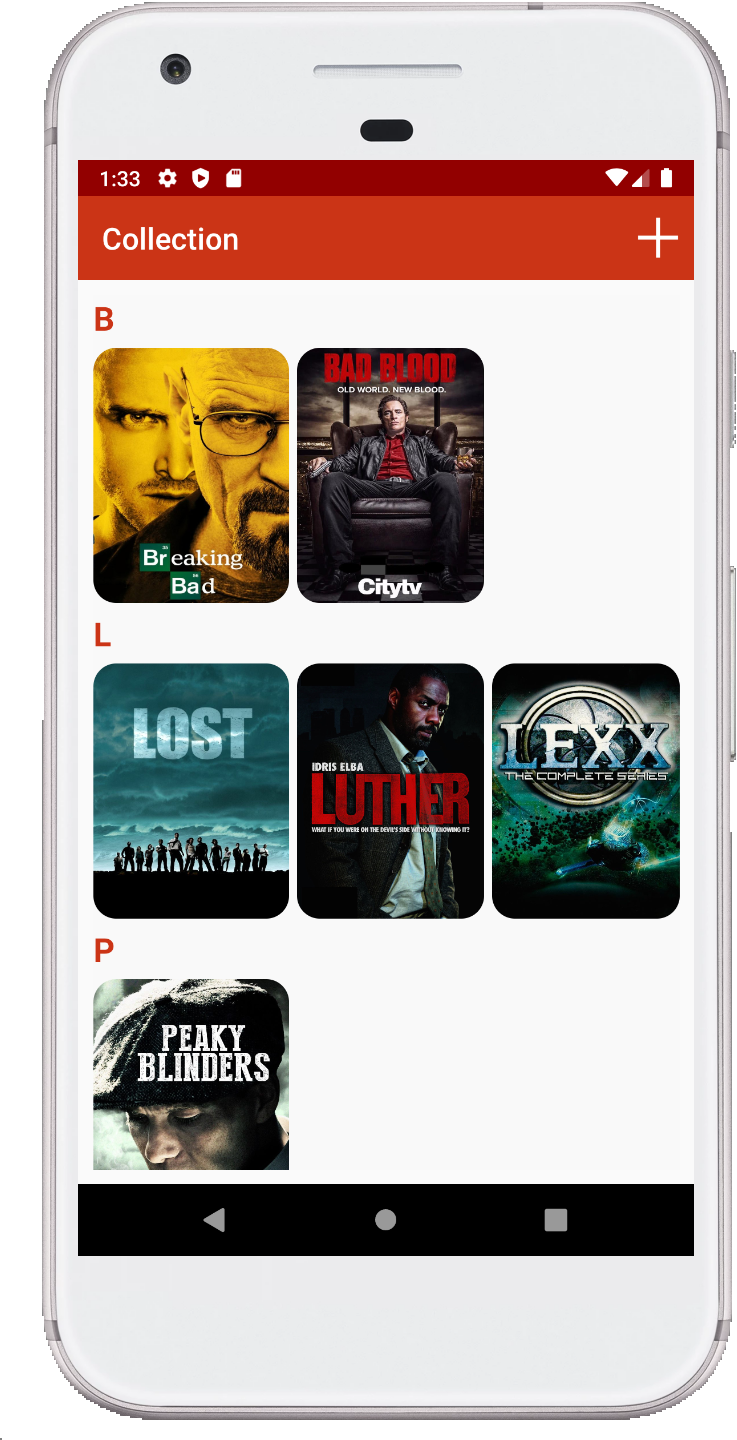 1:33
Collection
B
BAD BLOOD
OLD WORLD. NEW BLOOD.
Breaking
Bad
Citytv
L
LOST
IDRIS ELBA
LUTHER
WHAT IF YOU WERE ON THE DEVIL'S SIDE WITHOUT KNOWING IT?
LEXX
THE COMPLETE SERIES
P
PEAKY
BLINDERS